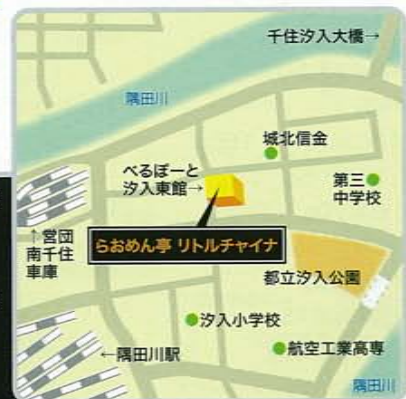 千住汐入大橋→
隅田川
城北信金
べるぽーと
汐入東館→
第三
中学校
↑営団
南千住
車庫
らおめん亭 リトルチャイナ
都立汐入公園
汐入小学校
←隅田川駅
航空工業高専
隅田川